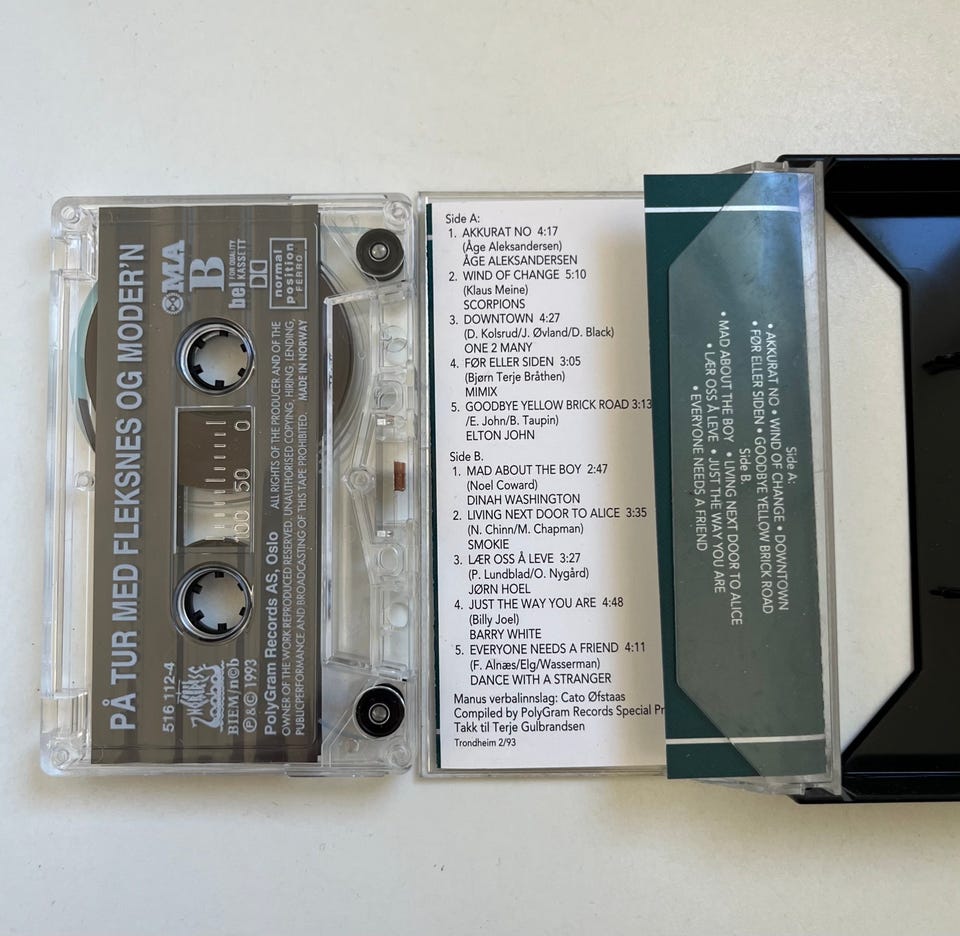 PÅ TUR MED FLEKSNES OG MODER'N
516 112-4
OMA
B
FOR QUALITY
bel KASSETT
normal
position
FERRO
BIEM/n©b
℗ & © 1993
PolyGram Records AS, Oslo
ALL RIGHTS OF THE PRODUCER AND OF THE
OWNER OF THE WORK REPRODUCED RESERVED. UNAUTHORISED COPYING, HIRING, LENDING,
PUBLICPERFORMANCE AND BROADCASTING OF THIS TAPE PROHIBITED. MADE IN NORWAY
100 50 0
Side A:
1. AKKURAT NO 4:17
(Åge Aleksandersen)
ÅGE ALEKSANDERSEN
2. WIND OF CHANGE 5:10
(Klaus Meine)
SCORPIONS
3. DOWNTOWN 4:27
(D. Kolsrud/J. Øvland/D. Black)
ONE 2 MANY
4. FØR ELLER SIDEN 3:05
(Bjørn Terje Bråthen)
MIMIX
5. GOODBYE YELLOW BRICK ROAD 3:13
/E. John/B. Taupin)
ELTON JOHN
Side B.
1. MAD ABOUT THE BOY 2:47
(Noel Coward)
DINAH WASHINGTON
2. LIVING NEXT DOOR TO ALICE 3:35
(N. Chinn/M. Chapman)
SMOKIE
3. LÆR OSS Å LEVE 3:27
(P. Lundblad/O. Nygård)
JØRN HOEL
4. JUST THE WAY YOU ARE 4:48
(Billy Joel)
BARRY WHITE
5. EVERYONE NEEDS A FRIEND 4:11
(F. Alnæs/Elg/Wasserman)
DANCE WITH A STRANGER
Manus verbalinnslag: Cato Øfstaas
Compiled by PolyGram Records Special Pr
Takk til Terje Gulbrandsen
Trondheim 2/93
Side A:
• AKKURAT NO • WIND OF CHANGE • DOWNTOWN
• FØR ELLER SIDEN • GOODBYE YELLOW BRICK ROAD
Side B.
• MAD ABOUT THE BOY • LIVING NEXT DOOR TO ALICE
• LÆR OSS Å LEVE • JUST THE WAY YOU ARE
• EVERYONE NEEDS A FRIEND